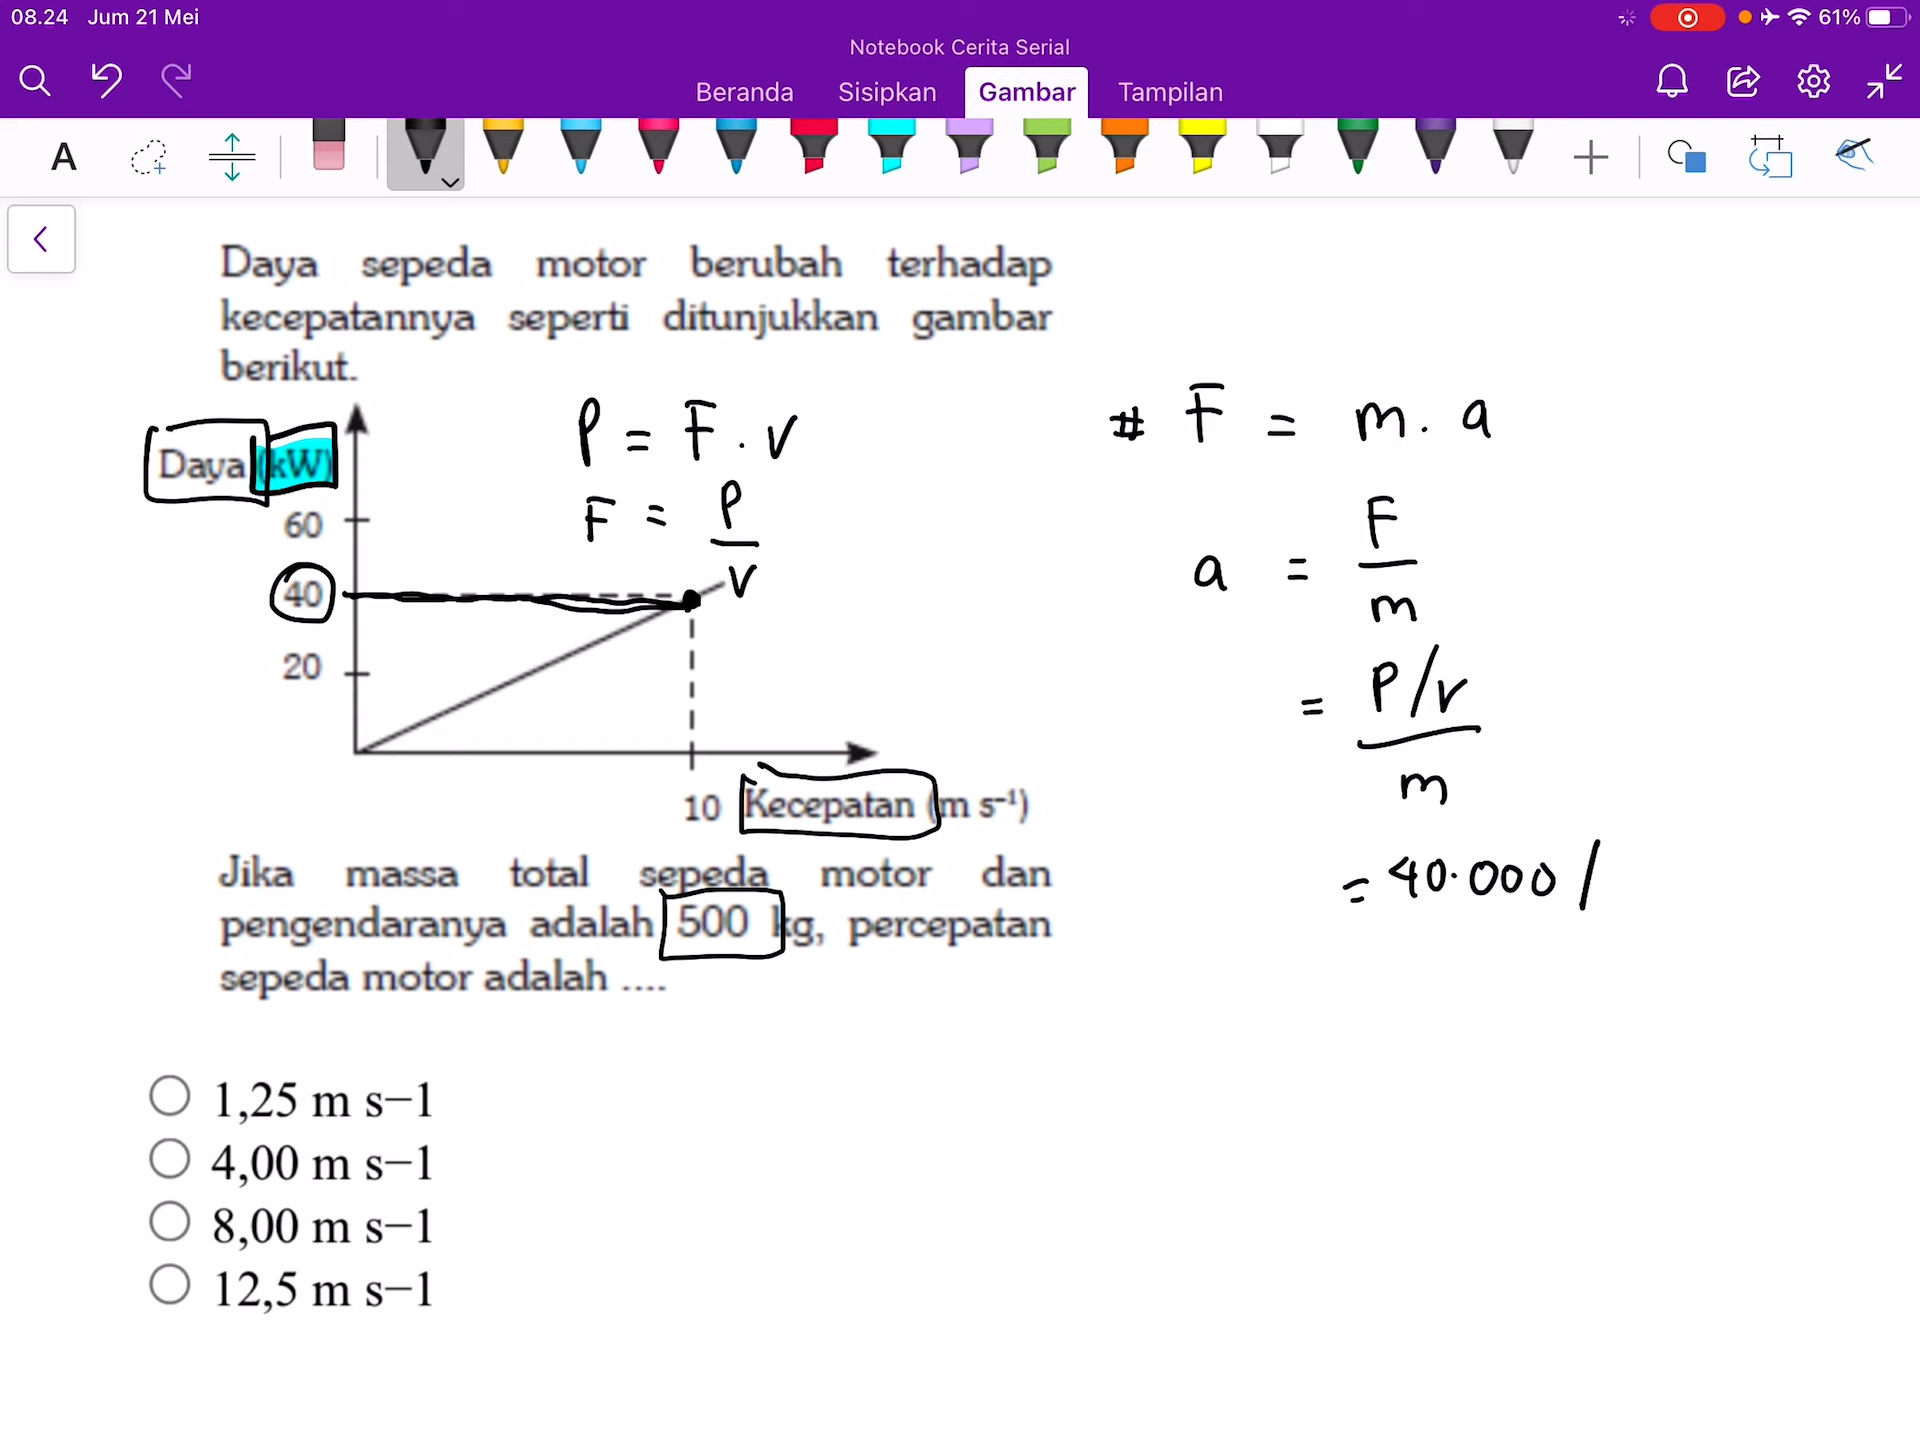 08.24 Jum 21 Mei
61%
Notebook Cerita Serial
Beranda Sisipkan Gambar Tampilan
A
Daya sepeda motor berubah terhadap
kecepatannya seperti ditunjukkan gambar
berikut.
Daya (kW)
60
40
20
10 Kecepatan (m s⁻¹)
P = F . v
F = P
v
# F = m . a
a = F
m
= P/v
m
= 40.000 /
Jika massa total sepeda motor dan
pengendaranya adalah 500 kg, percepatan
sepeda motor adalah ....
1,25 m s−1
4,00 m s−1
8,00 m s−1
12,5 m s−1